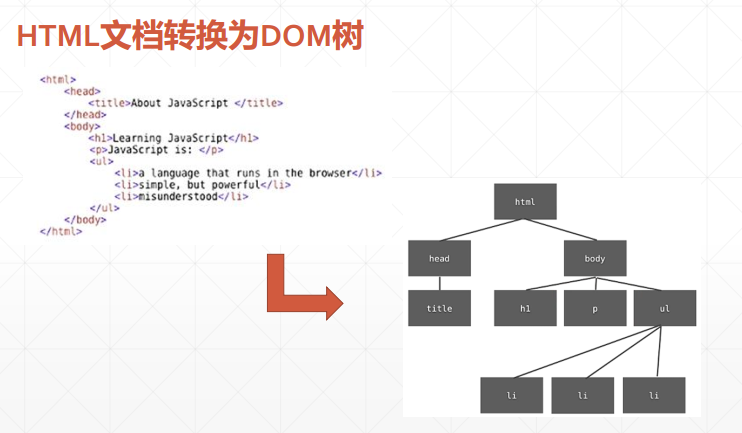 HTML文档转换为DOM树
<html>
<head>
<title>About JavaScript </title>
</head>
<body>
<h1>Learning JavaScript</h1>
<p>JavaScript is: </p>
<ul>
<li>a language that runs in the browser</li>
<li>simple, but powerful</li>
<li>misunderstood</li>
</ul>
</body>
</html>
html
head body
title h1 p ul
li li li